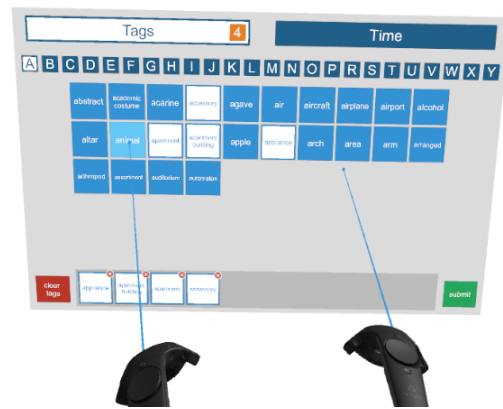 Tags 4 Time
A B C D E F G H I J K L M N O P R S T U V W X Y
abstract academic costume acarine accessory agave air aircraft airplane airport alcohol
altar animal apartment apartment building apple appliance arch area arm arranged
arthropod assortment auditorium automaton
clear tags appliance apartment building apartment accessory submit